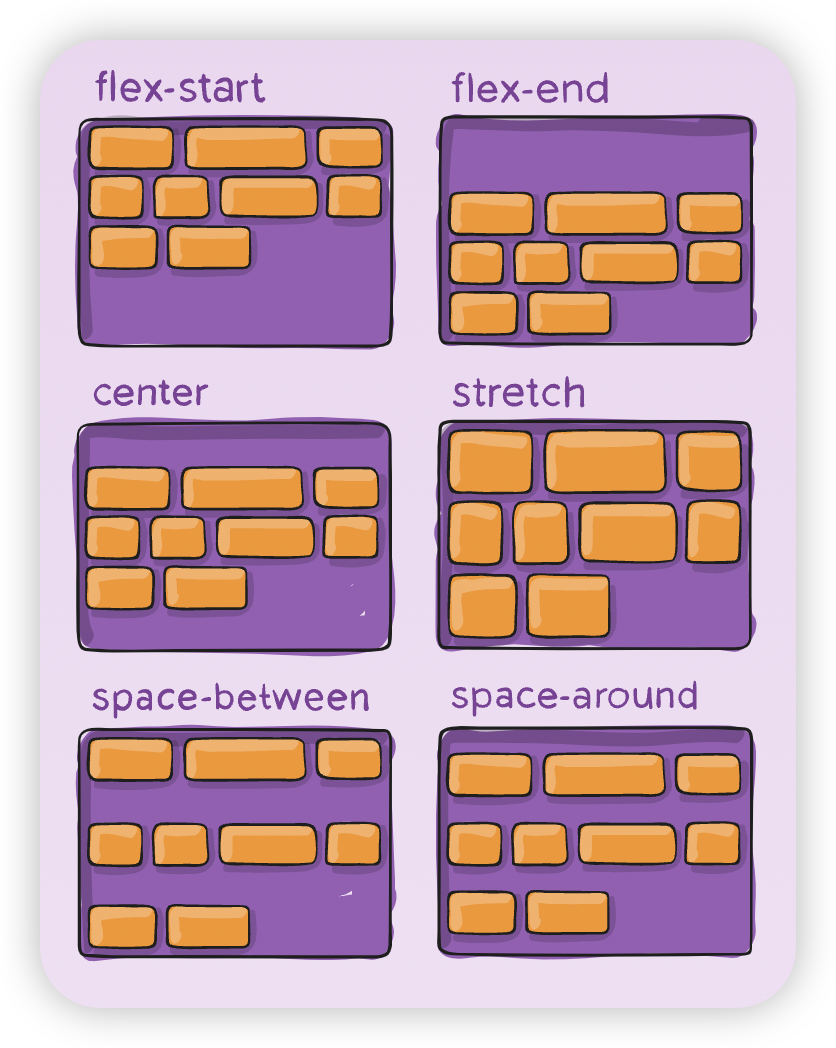 flex-start
flex-end
center
stretch
space-between
space-around